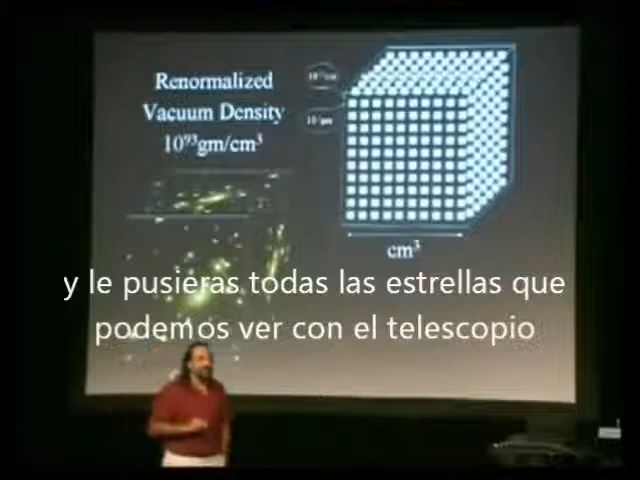 Renormalized
Vacuum Density
10⁹³gm/cm³
cm³
y le pusieras todas las estrellas que
podemos ver con el telescopio